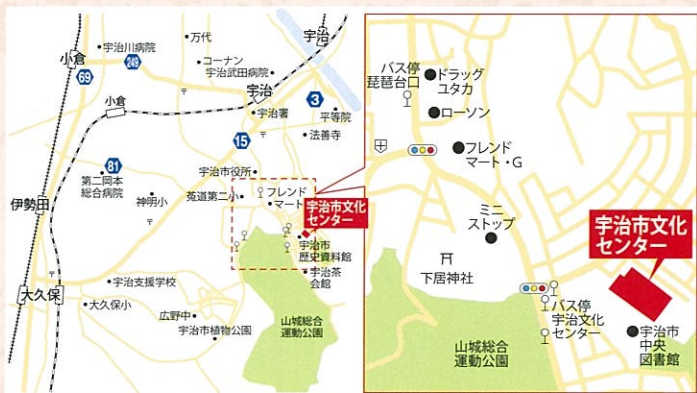 小倉
宇治川病院
69
249
万代
コーナン
宇治武田病院
宇治
小倉
宇治
宇治署
3
平等院
15
法善寺
81
第二岡本
総合病院
神明小
宇治市役所
菟道第二小
フレンド
マート
宇治市文化
センター
伊勢田
宇治市
歴史資料館
宇治茶
会館
大久保
宇治支援学校
大久保小
広野中
宇治市植物公園
山城総合
運動公園
バス停
琵琶台口
ドラッグ
ユタカ
ローソン
フレンド
マート・G
ミニ
ストップ
宇治市文化
センター
下居神社
バス停
宇治文化
センター
宇治市
中央
図書館
山城総合
運動公園